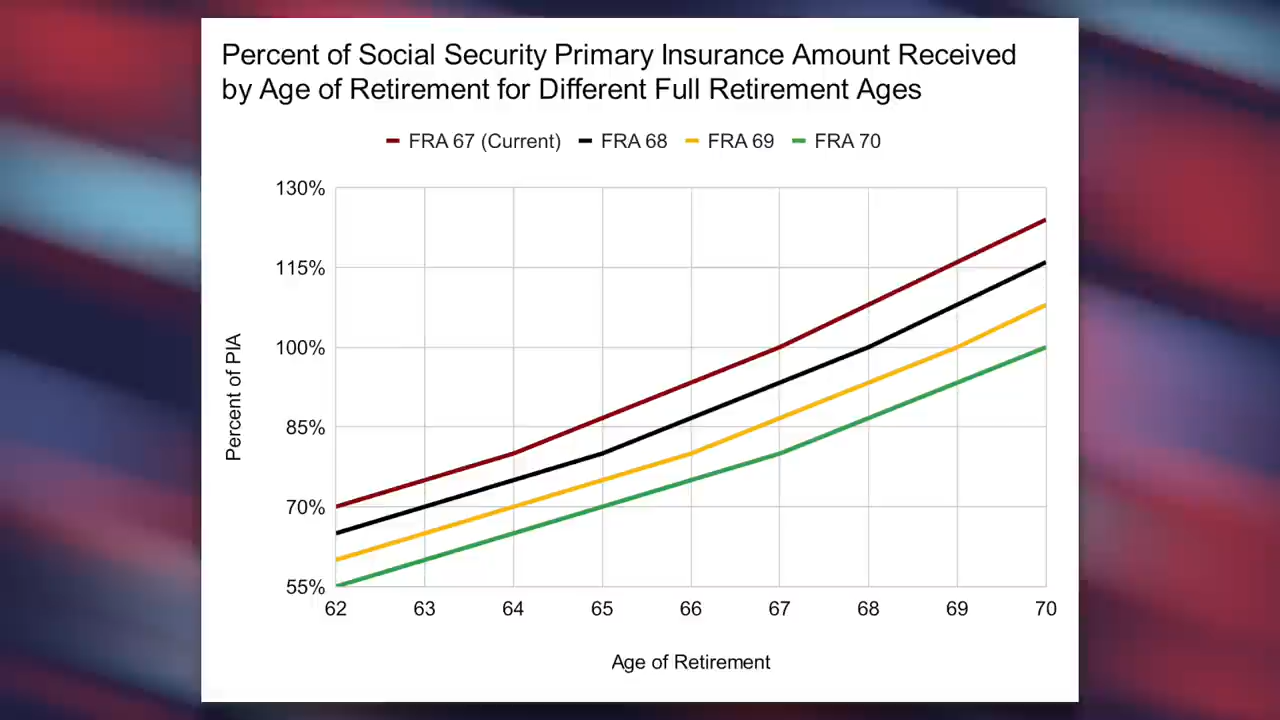 Percent of Social Security Primary Insurance Amount Received
by Age of Retirement for Different Full Retirement Ages
FRA 67 (Current) FRA 68 FRA 69 FRA 70
130%
115%
100%
85%
70%
55%
Percent of PIA
62 63 64 65 66 67 68 69 70
Age of Retirement